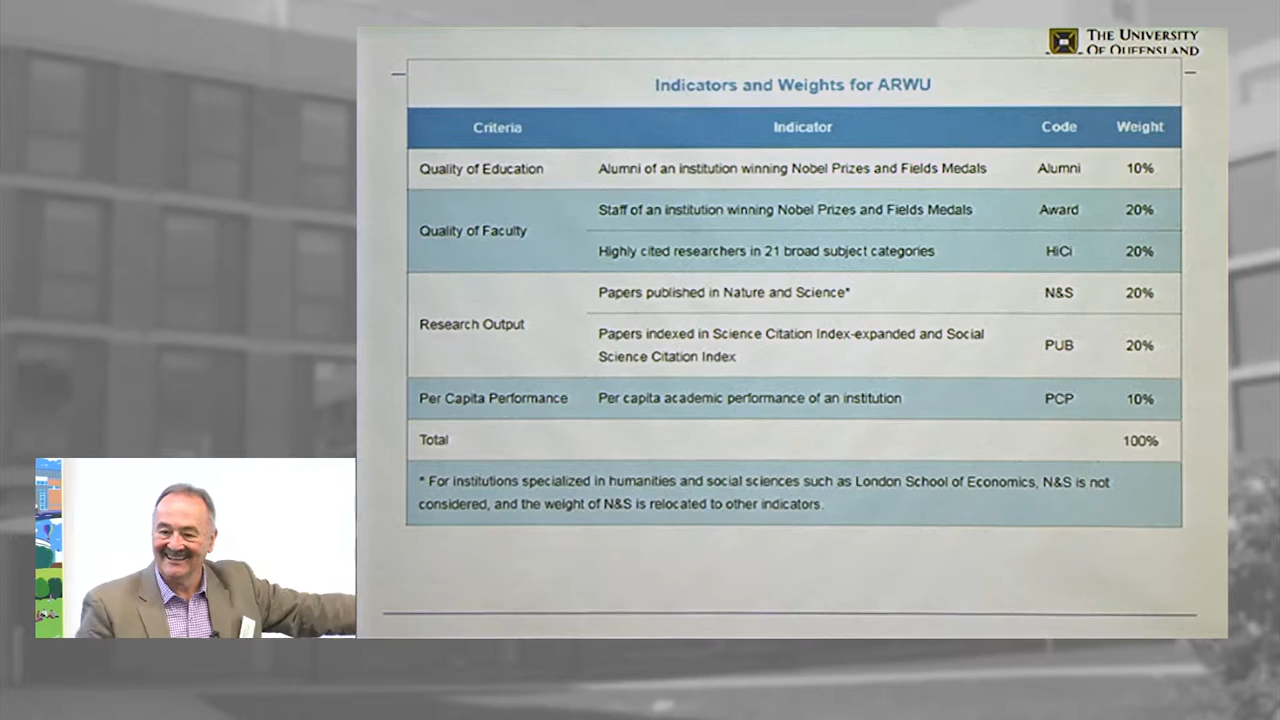 THE UNIVERSITY
OF QUEENSLAND
Indicators and Weights for ARWU
Criteria Indicator Code Weight
Quality of Education Alumni of an institution winning Nobel Prizes and Fields Medals Alumni 10%
Quality of Faculty
Staff of an institution winning Nobel Prizes and Fields Medals Award 20%
Highly cited researchers in 21 broad subject categories HiCi 20%
Research Output
Papers published in Nature and Science* N&S 20%
Papers indexed in Science Citation Index-expanded and Social
Science Citation Index PUB 20%
Per Capita Performance Per capita academic performance of an institution PCP 10%
Total 100%
* For institutions specialized in humanities and social sciences such as London School of Economics, N&S is not
considered, and the weight of N&S is relocated to other indicators.